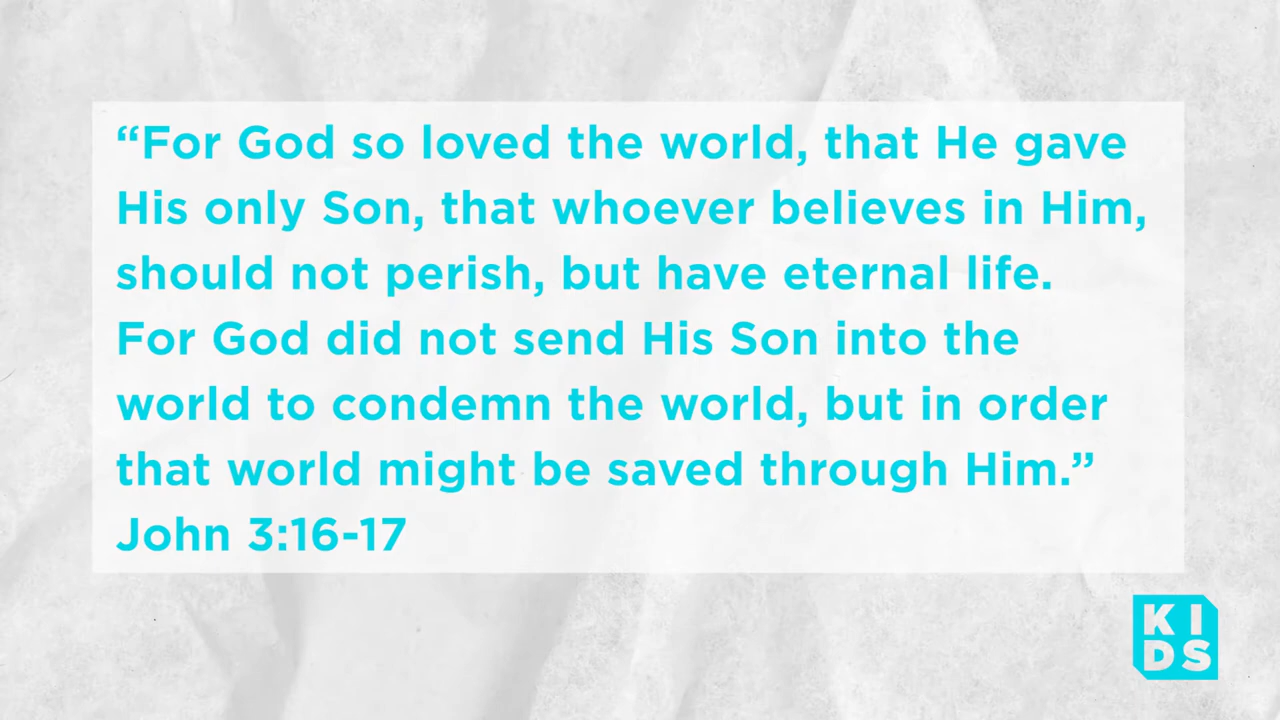 “For God so loved the world, that He gave
His only Son, that whoever believes in Him,
should not perish, but have eternal life.
For God did not send His Son into the
world to condemn the world, but in order
that world might be saved through Him.”
John 3:16-17
KI
DS